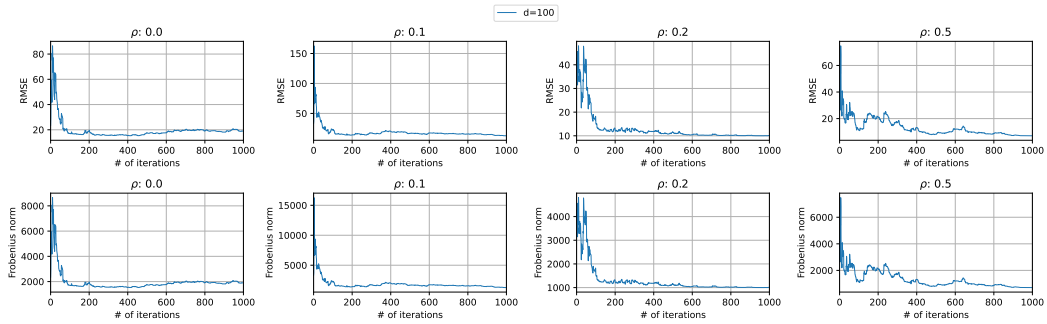 d=100
ρ: 0.0
ρ: 0.1
ρ: 0.2
ρ: 0.5
RMSE
80
60
40
20
0 200 400 600 800 1000
# of iterations
RMSE
150
100
50
0 200 400 600 800 1000
# of iterations
RMSE
40
30
20
10
0 200 400 600 800 1000
# of iterations
RMSE
60
40
20
0 200 400 600 800 1000
# of iterations
ρ: 0.0
ρ: 0.1
ρ: 0.2
ρ: 0.5
Frobenius norm
8000
6000
4000
2000
0 200 400 600 800 1000
# of iterations
Frobenius norm
15000
10000
5000
0 200 400 600 800 1000
# of iterations
Frobenius norm
4000
3000
2000
1000
0 200 400 600 800 1000
# of iterations
Frobenius norm
6000
4000
2000
0 200 400 600 800 1000
# of iterations